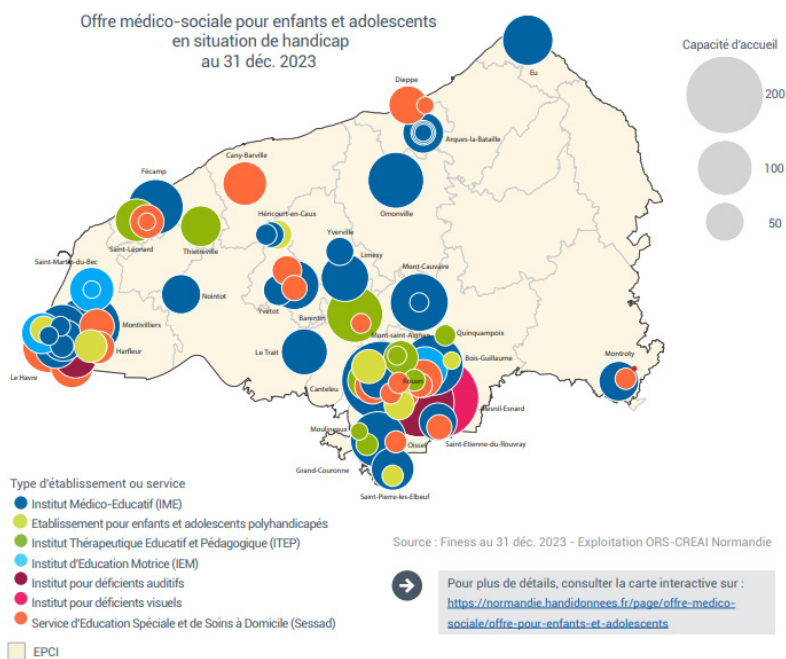 Offre médico-sociale pour enfants et adolescents
en situation de handicap
au 31 déc. 2023
Capacité d'accueil
200
100
50
Eu
Dieppe
Arques-la-Bataille
Cany-Barville
Fécamp
Omonville
Héricourt-en-Caux
Saint-Léonard
Thietreville
Yverville
Limésy
Saint-Martin-du-Bec
Mont-Cauvaire
Nointot
Yvetot
Montivilliers
Barentin
Mont-saint-Aignan
Quinquampoix
Harfleur
Le Trait
Bois-Guillaume
Montroty
Le Havre
Canteleu
Rouen
Mesnil-Esnard
Moulineaux
Oissel
Saint-Etienne-du-Rouvray
Grand-Couronne
Saint-Pierre-les-Elbeuf
Type d'établissement ou service
Institut Médico-Educatif (IME)
Etablissement pour enfants et adolescents polyhandicapés
Institut Thérapeutique Educatif et Pédagogique (ITEP)
Institut d'Education Motrice (IEM)
Institut pour déficients auditifs
Institut pour déficients visuels
Service d'Education Spéciale et de Soins à Domicile (Sessad)
EPCI
Source : Finess au 31 déc. 2023 - Exploitation ORS-CREAI Normandie
Pour plus de détails, consulter la carte interactive sur :
https://normandie.handidonnees.fr/page/offre-medico-
sociale/offre-pour-enfants-et-adolescents